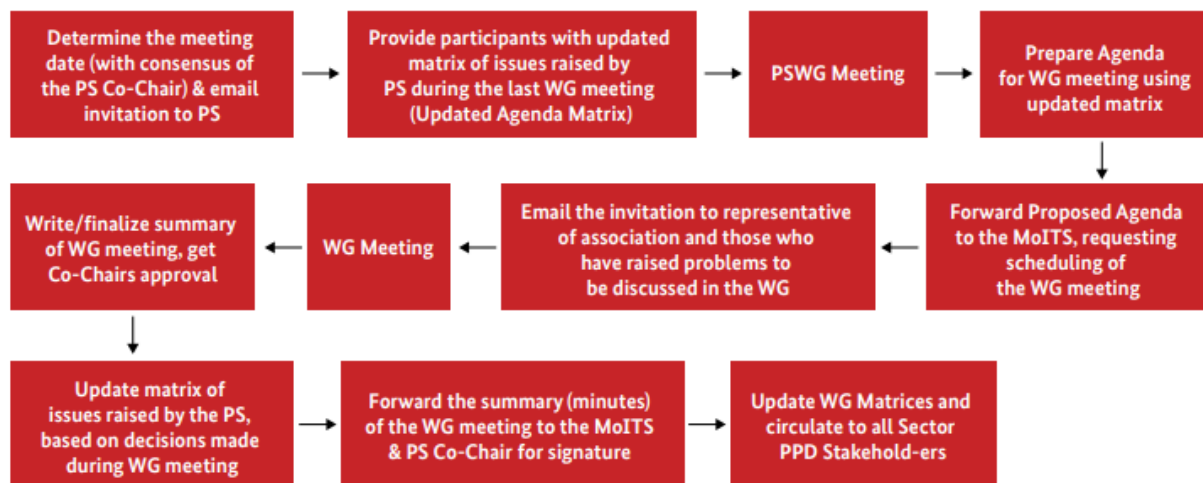 Determine the meeting
date (with consensus of
the PS Co-Chair) & email
invitation to PS
Provide participants with updated
matrix of issues raised by
PS during the last WG meeting
(Updated Agenda Matrix)
PSWG Meeting
Prepare Agenda
for WG meeting using
updated matrix
Forward Proposed Agenda
to the MoITS, requesting
scheduling of
the WG meeting
Email the invitation to representative
of association and those who
have raised problems to
be discussed in the WG
WG Meeting
Write/finalize summary
of WG meeting, get
Co-Chairs approval
Update matrix of
issues raised by the PS,
based on decisions made
during WG meeting
Forward the summary (minutes)
of the WG meeting to the MoITS
& PS Co-Chair for signature
Update WG Matrices and
circulate to all Sector
PPD Stakehold-ers